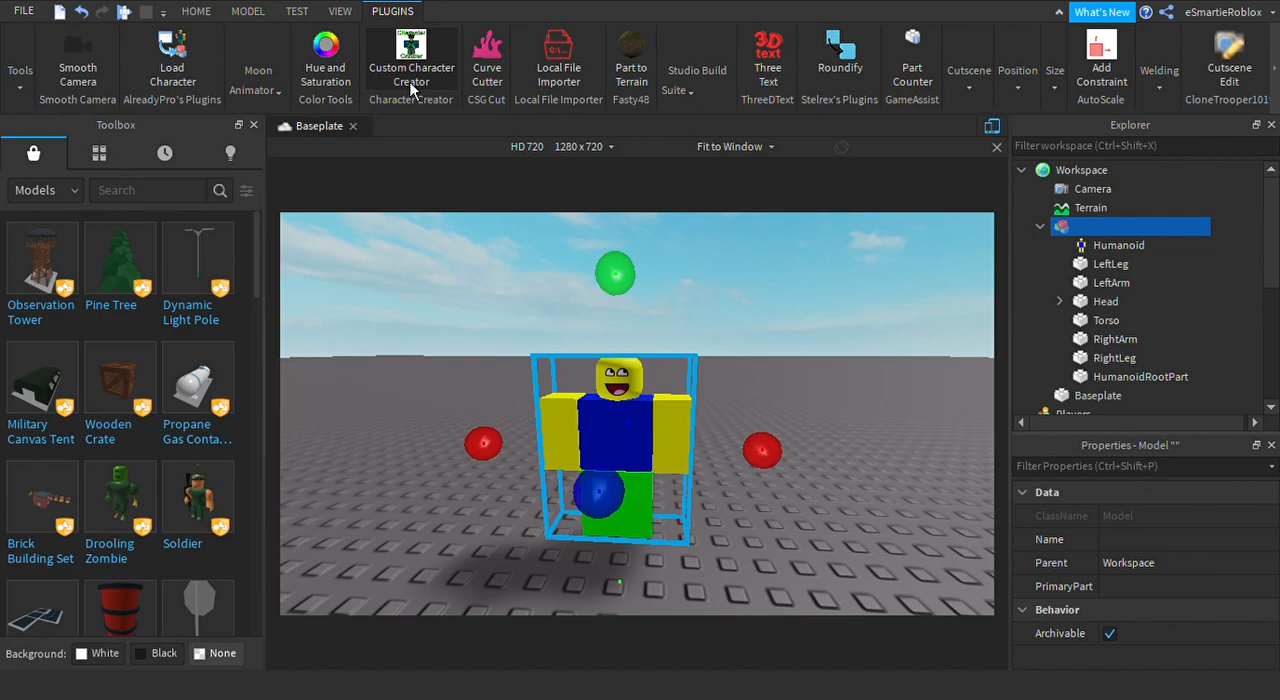 FILE
HOME
MODEL
TEST
VIEW
PLUGINS
What's New
eSmartieRoblox
Tools
Smooth
Camera
Smooth Camera
Load
Character
AlreadyPro's Plugins
Moon
Animator
Hue and
Saturation
Color Tools
Custom Character
Creator
Character Creator
Curve
Cutter
CSG Cut
Local File
Importer
Local File Importer
Part to
Terrain
Fasty48
Studio Build
Suite
3D
text
Three
Text
ThreeDText
Roundify
Stelrex's Plugins
Part
Counter
GameAssist
Cutscene
Position
Size
Add
Constraint
AutoScale
Welding
Cutscene
Edit
CloneTrooper101
Toolbox
Models
Search
Observation
Tower
Pine Tree
Dynamic
Light Pole
Military
Canvas Tent
Wooden
Crate
Propane
Gas Conta...
Brick
Building Set
Drooling
Zombie
Soldier
Background:
White
Black
None
Baseplate
HD720 1280 x 720
Fit to Window
Explorer
Filter workspace (Ctrl+Shift+X)
Workspace
Camera
Terrain
Humanoid
LeftLeg
LeftArm
Head
Torso
RightArm
RightLeg
HumanoidRootPart
Baseplate
Players
Properties - Model ""
Filter Properties (Ctrl+Shift+P)
Data
ClassName Model
Name
Parent Workspace
PrimaryPart
Behavior
Archivable